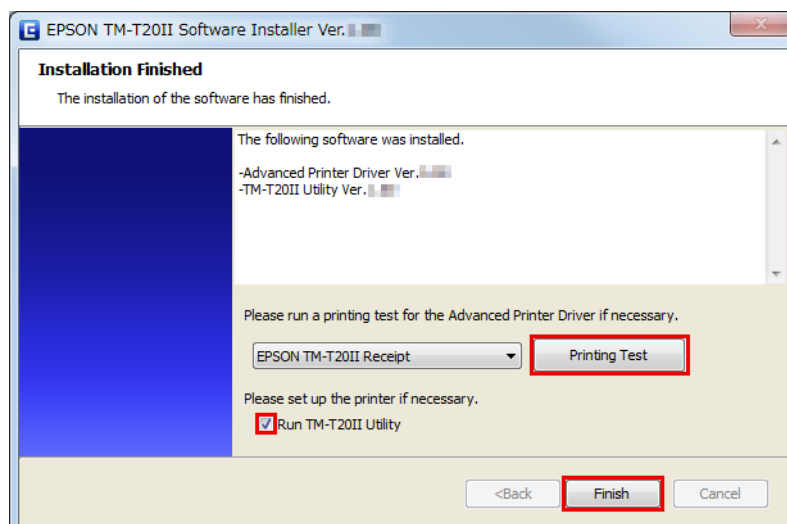 EPSON TM-T20II Software Installer Ver.
Installation Finished
The installation of the software has finished.
The following software was installed.
-Advanced Printer Driver Ver.
-TM-T20II Utility Ver.
Please run a printing test for the Advanced Printer Driver if necessary.
EPSON TM-T20II Receipt
Printing Test
Please set up the printer if necessary.
Run TM-T20II Utility
<Back
Finish
Cancel